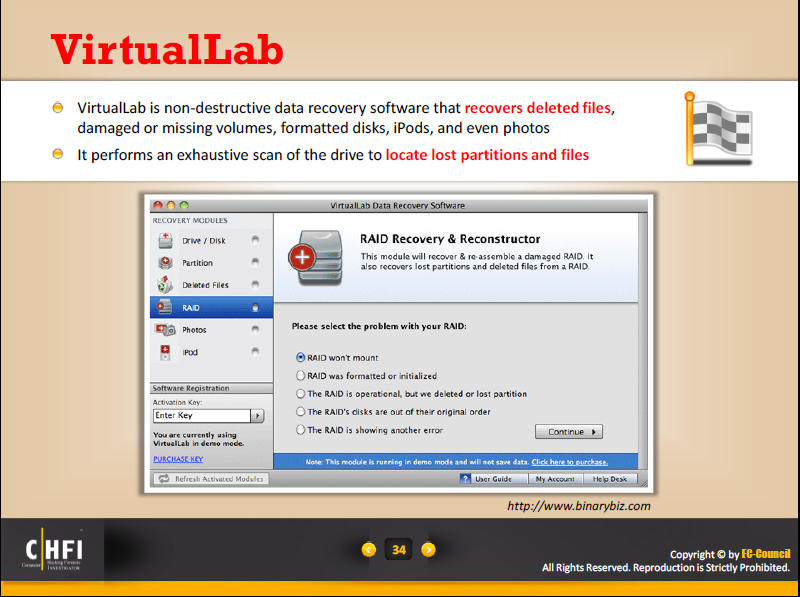 VirtualLab
VirtualLab is non-destructive data recovery software that recovers deleted files,
damaged or missing volumes, formatted disks, iPods, and even photos
It performs an exhaustive scan of the drive to locate lost partitions and files
VirtualLab Data Recovery Software
RECOVERY MODULES
Drive / Disk
Partition
Deleted Files
RAID
Photos
iPod
Software Registration
Activation Key:
Enter Key
You are currently using
VirtualLab in demo mode.
PURCHASE KEY
Refresh Activated Modules
RAID Recovery & Reconstructor
This module will recover & re-assemble a damaged RAID. It
also recovers lost partitions and deleted files from a RAID.
Please select the problem with your RAID:
RAID won't mount
RAID was formatted or initialized
The RAID is operational, but we deleted or lost partition
The RAID's disks are out of their original order
The RAID is showing another error
Continue
Note: This module is running in demo mode and will not save data. Click here to purchase.
? User Guide
My Account
Help Desk
http://www.binarybiz.com
CHFI
Computer Hacking Forensic
INVESTIGATOR
34
Copyright © by EC-Council
All Rights Reserved. Reproduction is Strictly Prohibited.